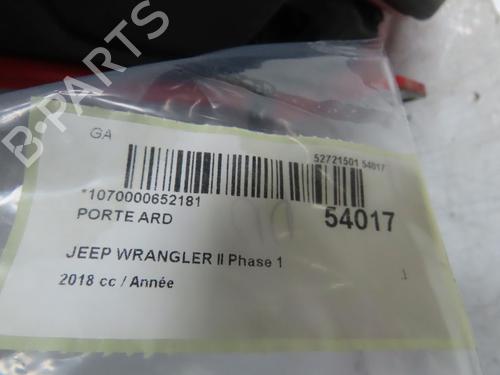 GA
52721501 54017
*1070000652181
PORTE ARD
54017
JEEP WRANGLER II Phase 1
2018 cc / Année
B-PARTS